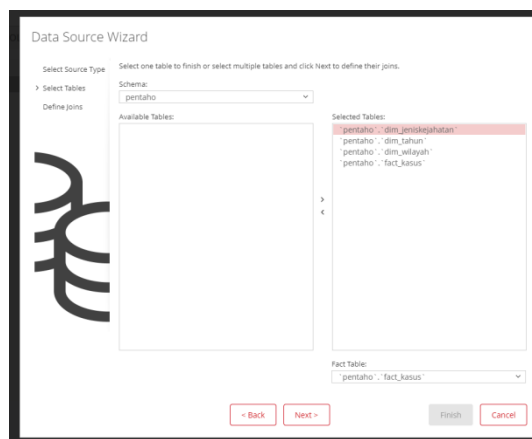 Data Source Wizard
Select Source Type
> Select Tables
Define Joins
Select one table to finish or select multiple tables and click Next to define their joins.
Schema:
pentaho
Available Tables:
Selected Tables:
`pentaho`.`dim_jeniskejahatan`
`pentaho`.`dim_tahun`
`pentaho`.`dim_wilayah`
`pentaho`.`fact_kasus`
>
<
Fact Table:
`pentaho`.`fact_kasus`
< Back
Next >
Finish
Cancel